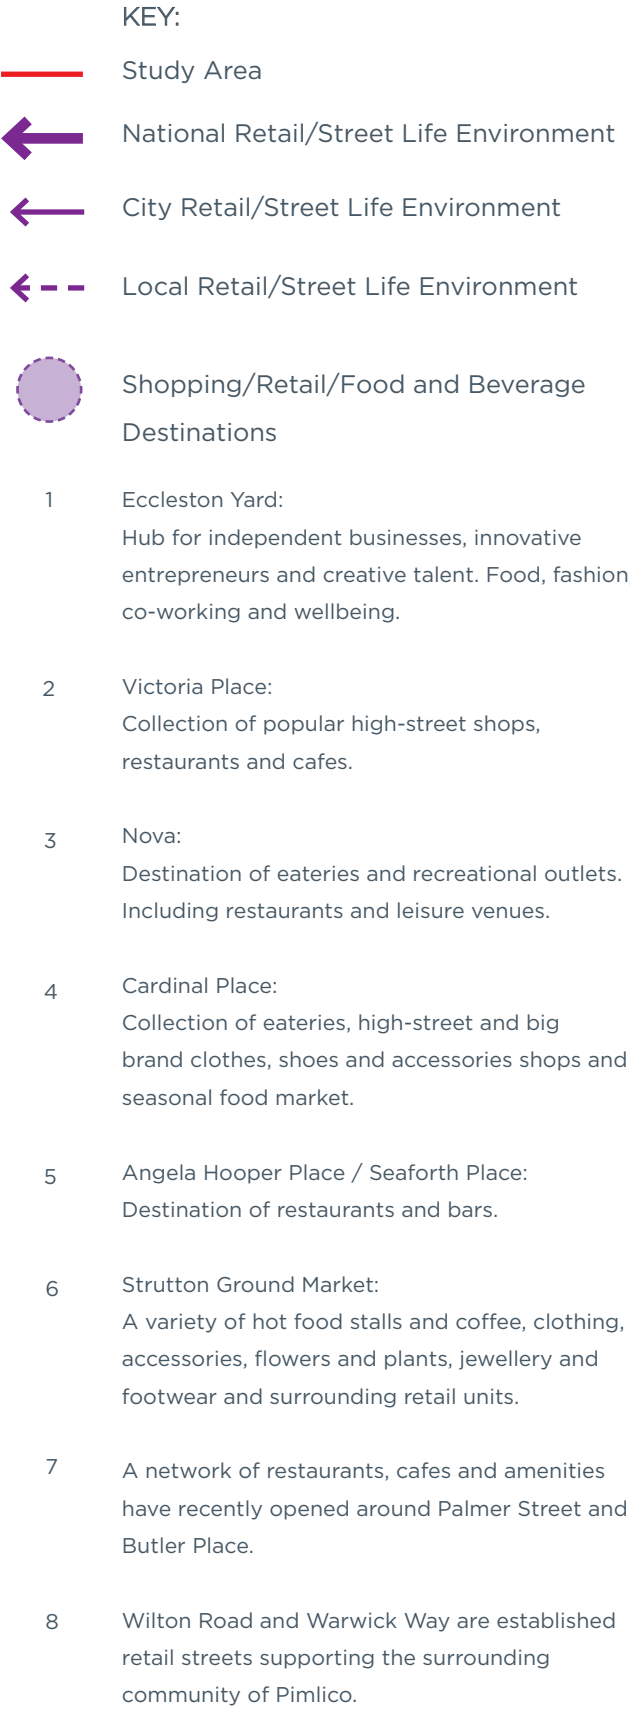 KEY:
Study Area
National Retail/Street Life Environment
City Retail/Street Life Environment
Local Retail/Street Life Environment
Shopping/Retail/Food and Beverage
Destinations
1 Eccleston Yard:
Hub for independent businesses, innovative
entrepreneurs and creative talent. Food, fashion
co-working and wellbeing.
2 Victoria Place:
Collection of popular high-street shops,
restaurants and cafes.
3 Nova:
Destination of eateries and recreational outlets.
Including restaurants and leisure venues.
4 Cardinal Place:
Collection of eateries, high-street and big
brand clothes, shoes and accessories shops and
seasonal food market.
5 Angela Hooper Place / Seaforth Place:
Destination of restaurants and bars.
6 Strutton Ground Market:
A variety of hot food stalls and coffee, clothing,
accessories, flowers and plants, jewellery and
footwear and surrounding retail units.
7 A network of restaurants, cafes and amenities
have recently opened around Palmer Street and
Butler Place.
8 Wilton Road and Warwick Way are established
retail streets supporting the surrounding
community of Pimlico.